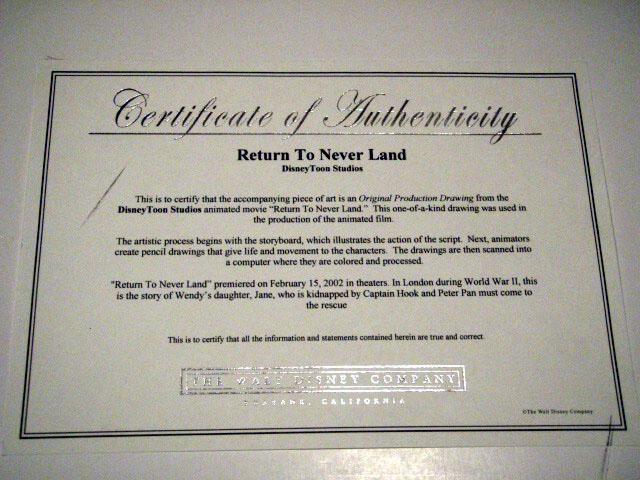 Certificate of Authenticity
Return To Never Land
DisneyToon Studios
This is to certify that the accompanying piece of art is an Original Production Drawing from the
DisneyToon Studios animated movie “Return To Never Land.” This one-of-a-kind drawing was used in
the production of the animated film.
The artistic process begins with the storyboard, which illustrates the action of the script. Next, animators
create pencil drawings that give life and movement to the characters. The drawings are then scanned into
a computer where they are colored and processed.
"Return To Never Land" premiered on February 15, 2002 in theaters. In London during World War II, this
is the story of Wendy's daughter, Jane, who is kidnapped by Captain Hook and Peter Pan must come to
the rescue
This is to certify that all the information and statements contained herein are true and correct.
THE WALT DISNEY COMPANY
BURBANK, CALIFORNIA
©The Walt Disney Company